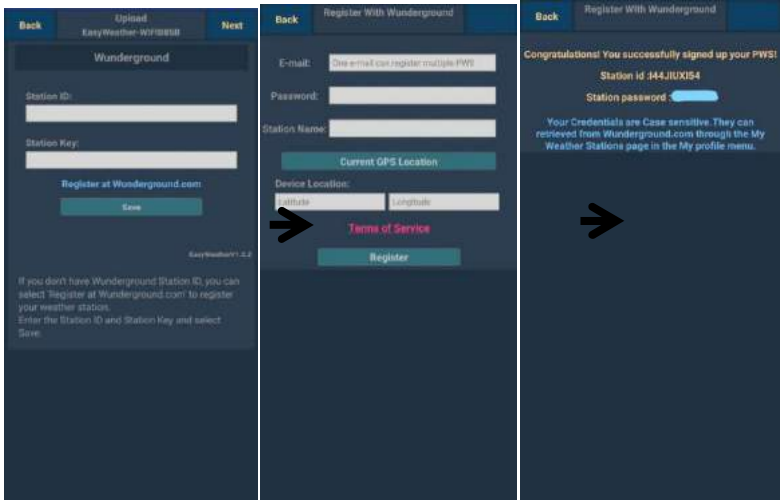 Back
Upload
EasyWeather-WIFI1B85B
Next
Wunderground
Station ID:
Station Key:
Register at Wunderground.com
Save
EasyWeatherV1.2.2
If you don't have Wunderground Station ID, you can
select 'Register at Wunderground.com' to register
your weather station.
Enter the Station ID and Station Key and select
Save.
Back
Register With Wunderground
E-mail:
One e-mail can register multiple PWS
Password:
Station Name:
Current GPS Location
Device Location:
Latitude
Longitude
Terms of Service
Register
Back
Register With Wunderground
Congratulations! You successfully signed up your PWS!
Station id :I44JIUXI54
Station password :
Your Credentials are Case sensitive.They can
retrieved from Wunderground.com through the My
Weather Stations page in the My profile menu.